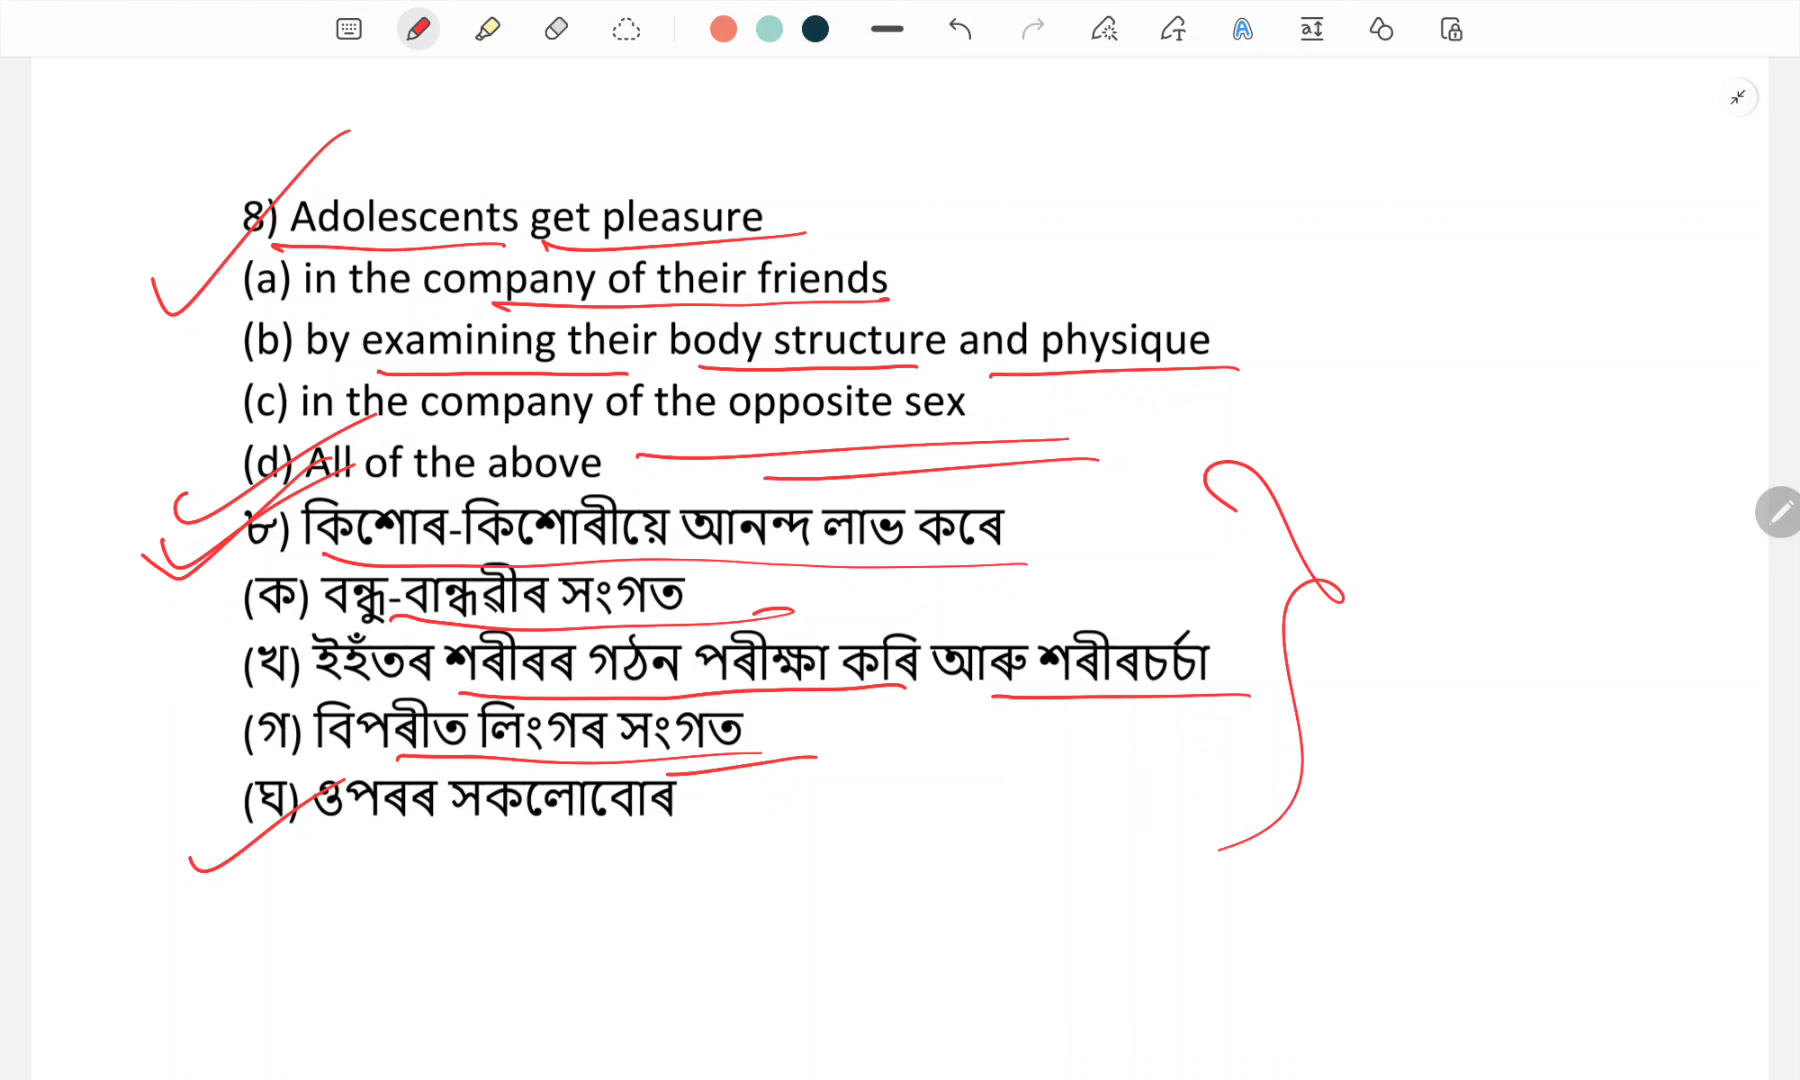 8) Adolescents get pleasure
(a) in the company of their friends
(b) by examining their body structure and physique
(c) in the company of the opposite sex
(d) All of the above
৮) কিশোৰ-কিশোৰীয়ে আনন্দ লাভ কৰে
(ক) বন্ধু-বান্ধৱীৰ সংগত
(খ) ইহঁতৰ শৰীৰৰ গঠন পৰীক্ষা কৰি আৰু শৰীৰচৰ্চা
(গ) বিপৰীত লিংগৰ সংগত
(ঘ) ওপৰৰ সকলোবোৰ